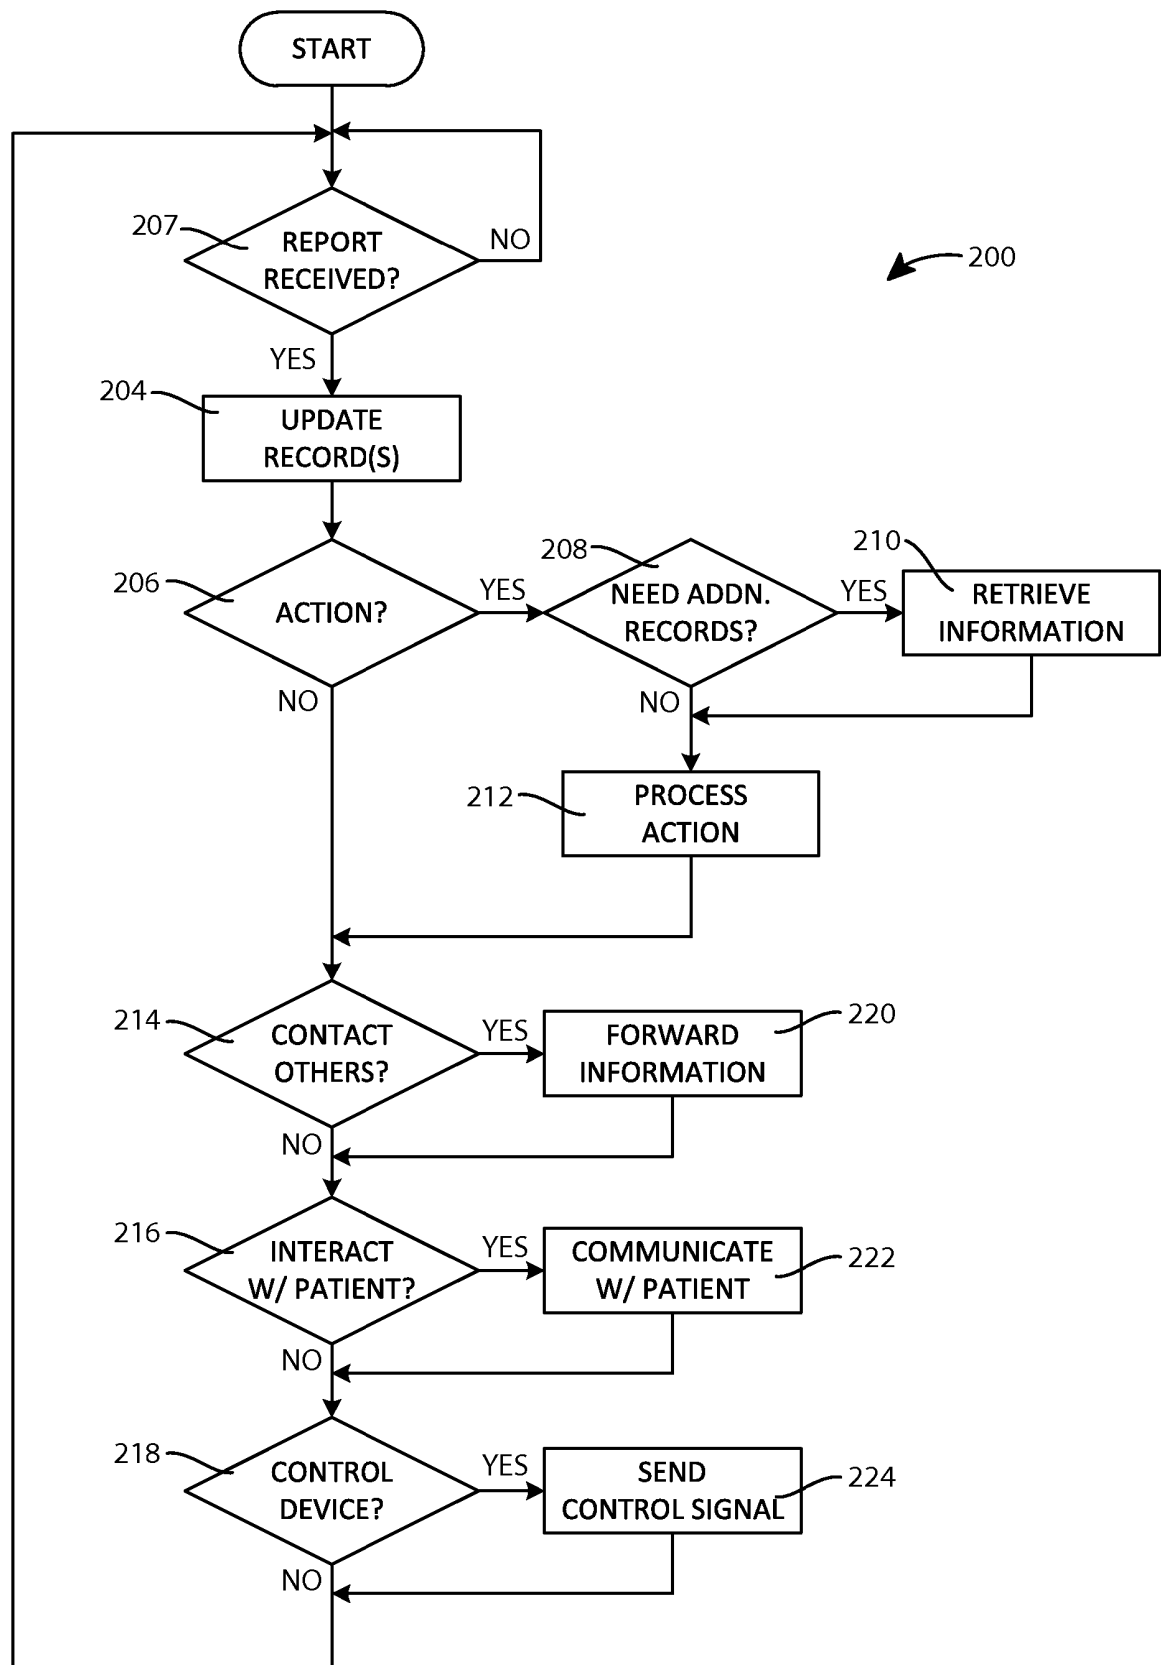 START
207
REPORT
RECEIVED?
NO
200
YES
204
UPDATE
RECORD(S)
206
ACTION?
YES
208
NEED ADDN.
RECORDS?
YES
210
RETRIEVE
INFORMATION
NO
NO
212
PROCESS
ACTION
214
CONTACT
OTHERS?
YES
FORWARD
INFORMATION
220
NO
216
INTERACT
W/ PATIENT?
YES
COMMUNICATE
W/ PATIENT
222
NO
218
CONTROL
DEVICE?
YES
SEND
CONTROL SIGNAL
224
NO